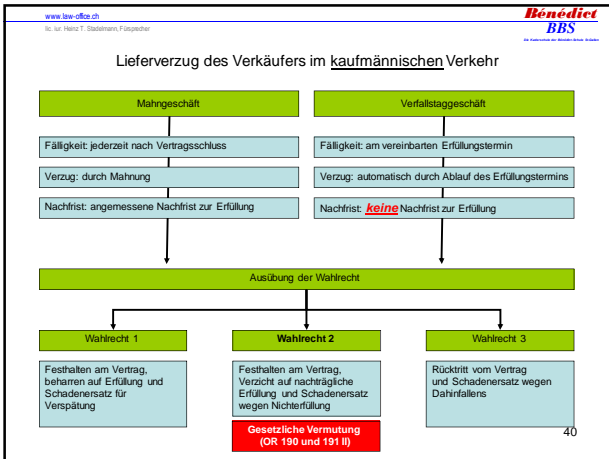 www.law-office.ch
lic. iur. Heinz T. Stadelmann, Fürsprecher
Bénédict
BBS
Lieferverzug des Verkäufers im kaufmännischen Verkehr
Mahngeschäft
Verfallstaggeschäft
Fälligkeit: jederzeit nach Vertragsschluss
Fälligkeit: am vereinbarten Erfüllungstermin
Verzug: durch Mahnung
Verzug: automatisch durch Ablauf des Erfüllungstermins
Nachfrist: angemessene Nachfrist zur Erfüllung
Nachfrist: keine Nachfrist zur Erfüllung
Ausübung der Wahlrecht
Wahlrecht 1
Wahlrecht 2
Wahlrecht 3
Festhalten am Vertrag,
beharren auf Erfüllung und
Schadenersatz für
Verspätung
Festhalten am Vertrag,
Verzicht auf nachträgliche
Erfüllung und Schadenersatz
wegen Nichterfüllung
Rücktritt vom Vertrag
und Schadenersatz wegen
Dahinfallens
Gesetzliche Vermutung
(OR 190 und 191 II)
40